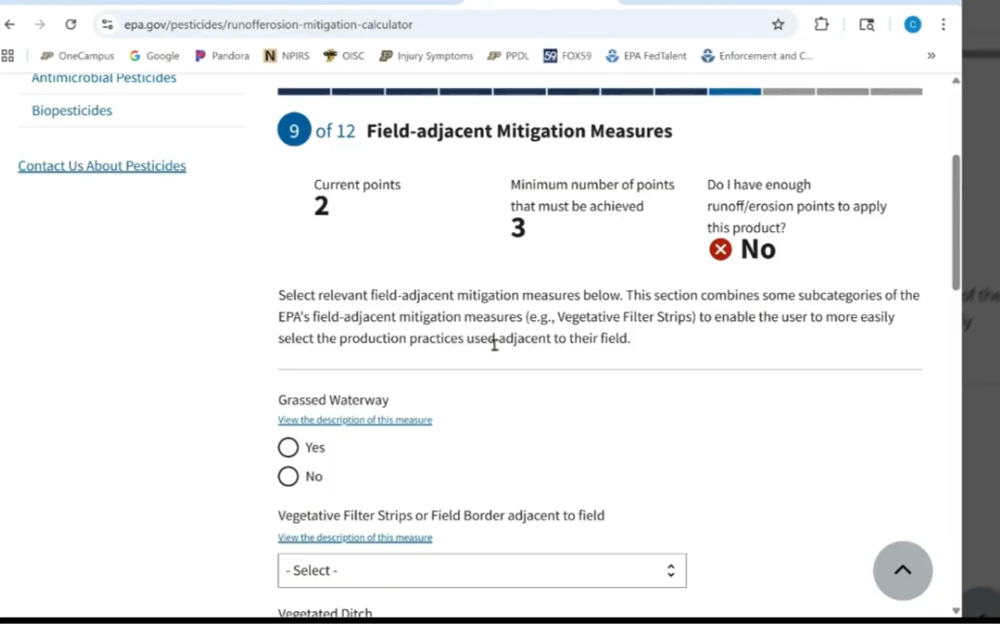 epa.gov/pesticides/runofferosion-mitigation-calculator
C
OneCampus
Google
Pandora
N NPIRS
OISC
Injury Symptoms
PPDL
59 FOX59
EPA FedTalent
Enforcement and C...
»
Antimicrobial Pesticides
Biopesticides
Contact Us About Pesticides
9 of 12 Field-adjacent Mitigation Measures
Current points
2
Minimum number of points
that must be achieved
3
Do I have enough
runoff/erosion points to apply
this product?
No
Select relevant field-adjacent mitigation measures below. This section combines some subcategories of the
EPA's field-adjacent mitigation measures (e.g., Vegetative Filter Strips) to enable the user to more easily
select the production practices used adjacent to their field.
Grassed Waterway
View the description of this measure
Yes
No
Vegetative Filter Strips or Field Border adjacent to field
View the description of this measure
- Select -
Vegetated Ditch